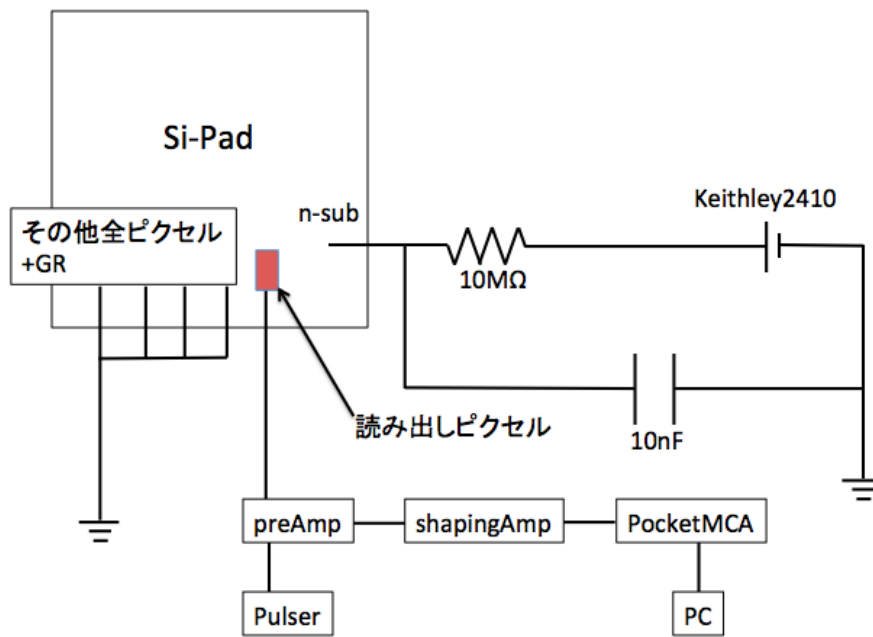 Si-Pad
n-sub
Keithley2410
その他全ピクセル
+GR
10MΩ
読み出しピクセル
10nF
preAmp
shapingAmp
PocketMCA
Pulser
PC